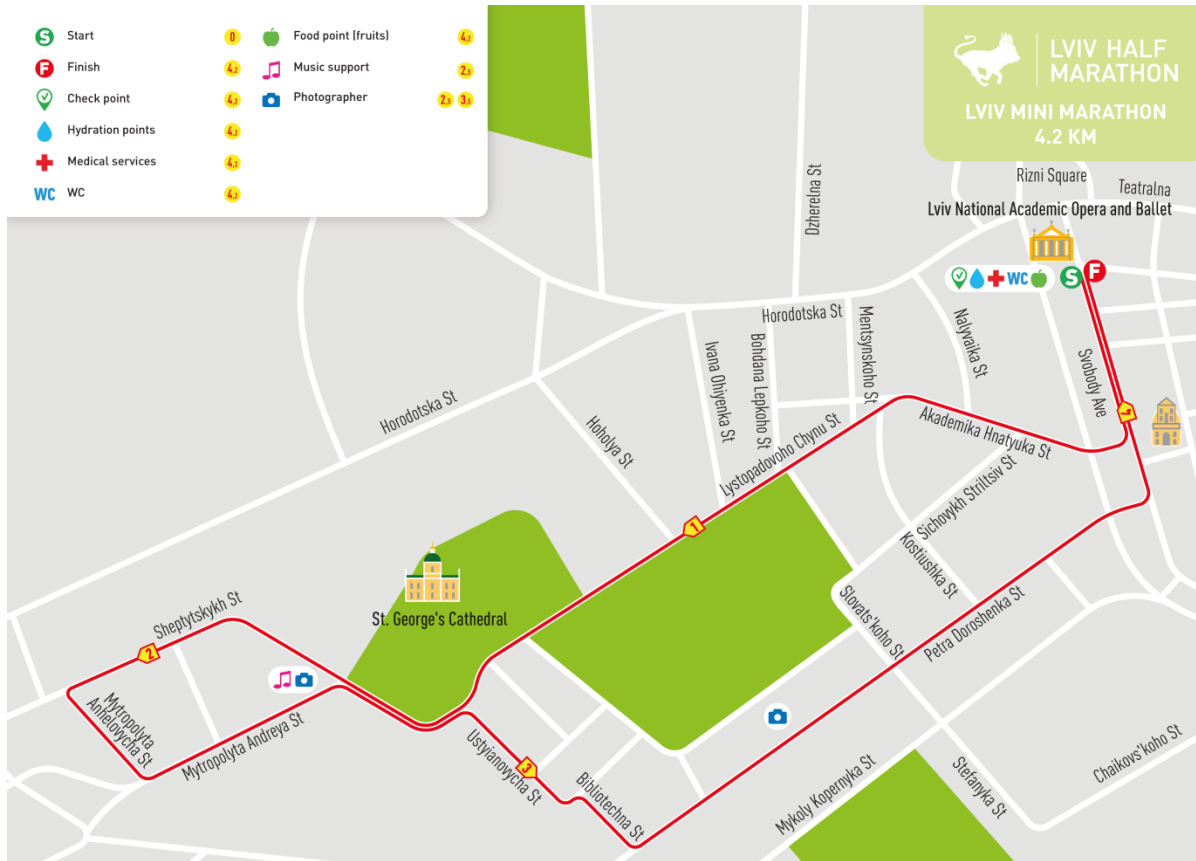 S Start 0
F Finish 4,2
Check point 4,2
Hydration points 4,2
Medical services 4,2
WC WC 4,2
Food point (fruits) 4,2
Music support 2,5
Photographer 2,5 3,5
LVIV HALF
MARATHON
LVIV MINI MARATHON
4.2 KM
Rizni Square
Teatralna
Lviv National Academic Opera and Ballet
WC
S
F
Dzherelna St
Horodotska St
Mentsynskoho St
Nalyvaika St
Svobody Ave
Ivana Ohiyenka St
Bohdana Lepkoho St
Horodotska St
Hoholya St
Lystopadovoho Chynu St
Akademika Hnatyuka St
4
Sichovykh Striltsiv St
Kostiushka St
1
St. George's Cathedral
Slovats'koho St
Petra Doroshenka St
Sheptytskykh St
2
Mytropolyta
Anhelovycha St
Mytropolyta Andreya St
Ustyianovycha St
3
Bibliotechna St
Mykoly Kopernyka St
Stefanyka St
Chaikovs'koho St